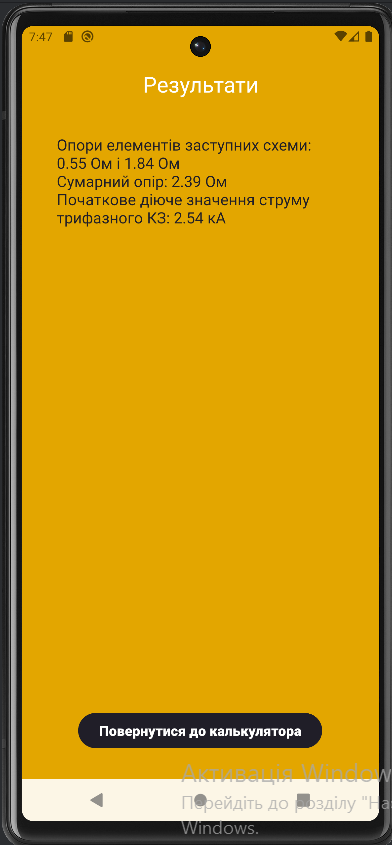 7:47
Результати
Опори елементів заступних схеми:
0.55 Ом і 1.84 Ом
Сумарний опір: 2.39 Ом
Початкове діюче значення струму
трифазного КЗ: 2.54 кА
Повернутися до калькулятора
Активація Window
Перейдіть до розділу "На
Windows.